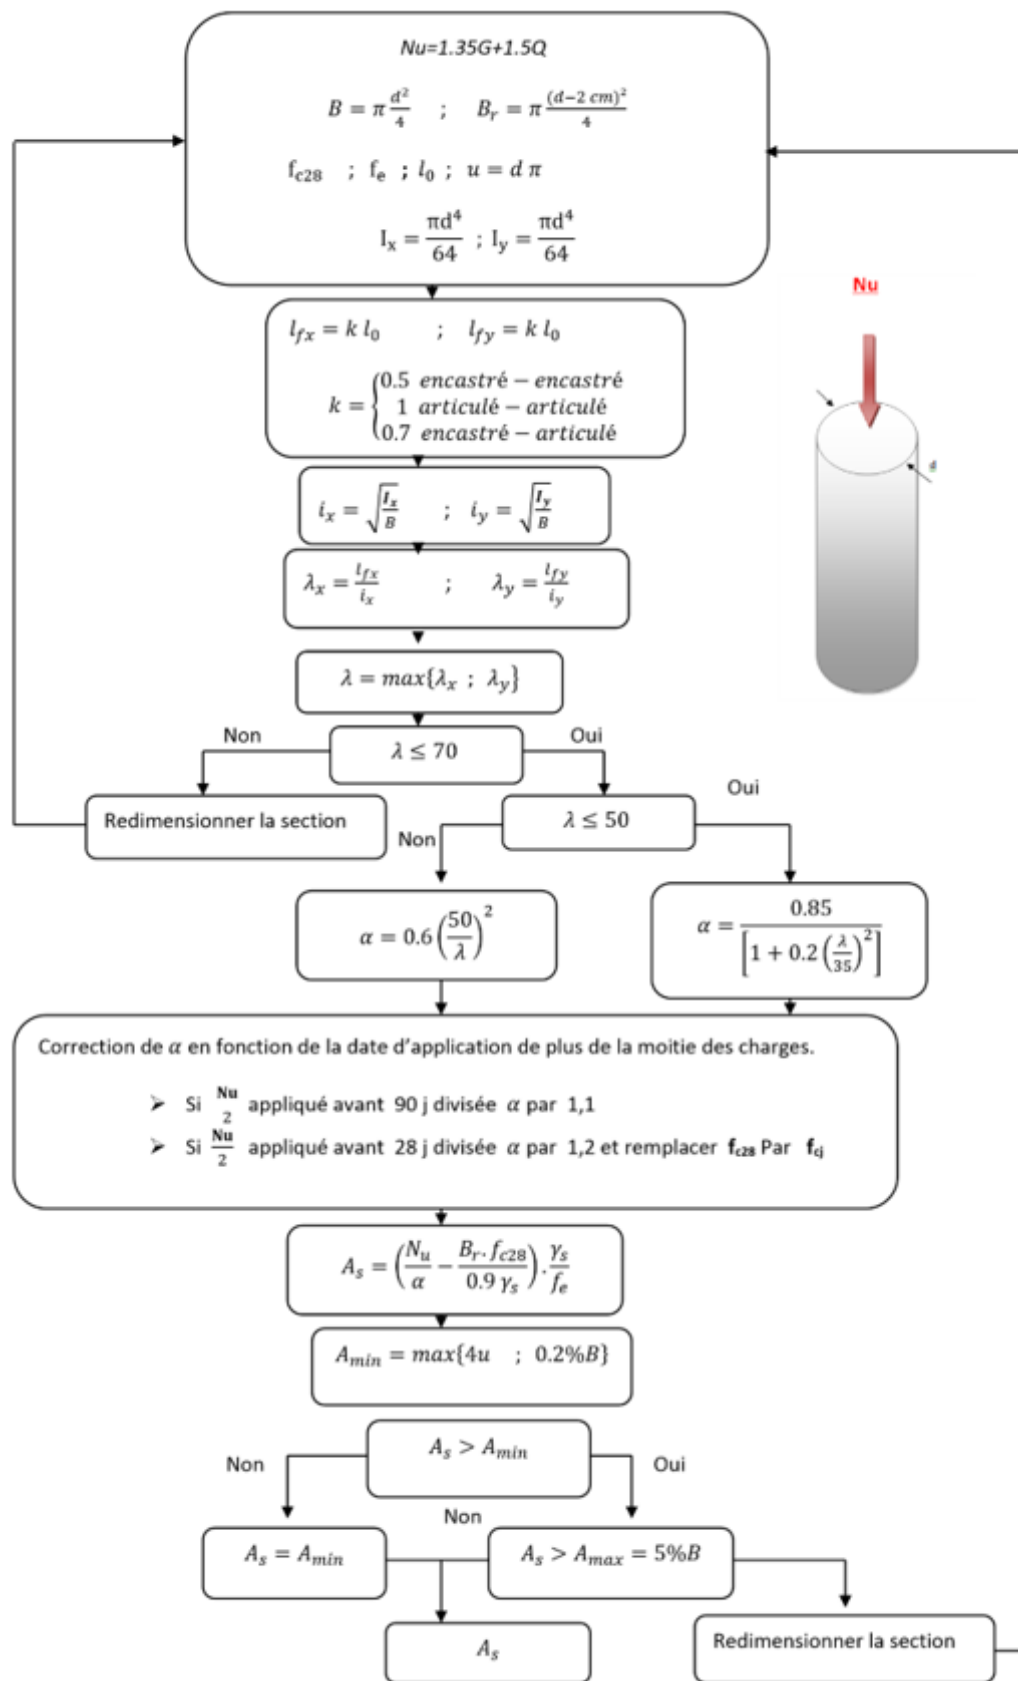 Nu=1.35G+1.5Q
B = π d²/4 ; B_r = π (d−2 cm)²/4
f_c28 ; f_e ; l_0 ; u = d π
I_x = πd⁴/64 ; I_y = πd⁴/64
l_fx = k l_0 ; l_fy = k l_0
k = { 0.5 encastré − encastré
1 articulé − articulé
0.7 encastré − articulé
i_x = √(I_x/B) ; i_y = √(I_y/B)
λ_x = l_fx/i_x ; λ_y = l_fy/i_y
λ = max{λ_x ; λ_y}
Nu
d
Non
λ ≤ 70
Oui
Redimensionner la section
Non
λ ≤ 50
Oui
α = 0.6 (50/λ)²
α = 0.85/[1 + 0.2 (λ/35)²]
Correction de α en fonction de la date d’application de plus de la moitie des charges.
➤ Si Nu/2 appliqué avant 90 j divisée α par 1,1
➤ Si Nu/2 appliqué avant 28 j divisée α par 1,2 et remplacer f_c28 Par f_cj
A_s = (N_u/α − B_r.f_c28/0.9 γ_s).γ_s/f_e
A_min = max{4u ; 0.2%B}
Non
A_s > A_min
Oui
A_s = A_min
Non
A_s > A_max = 5%B
A_s
Redimensionner la section